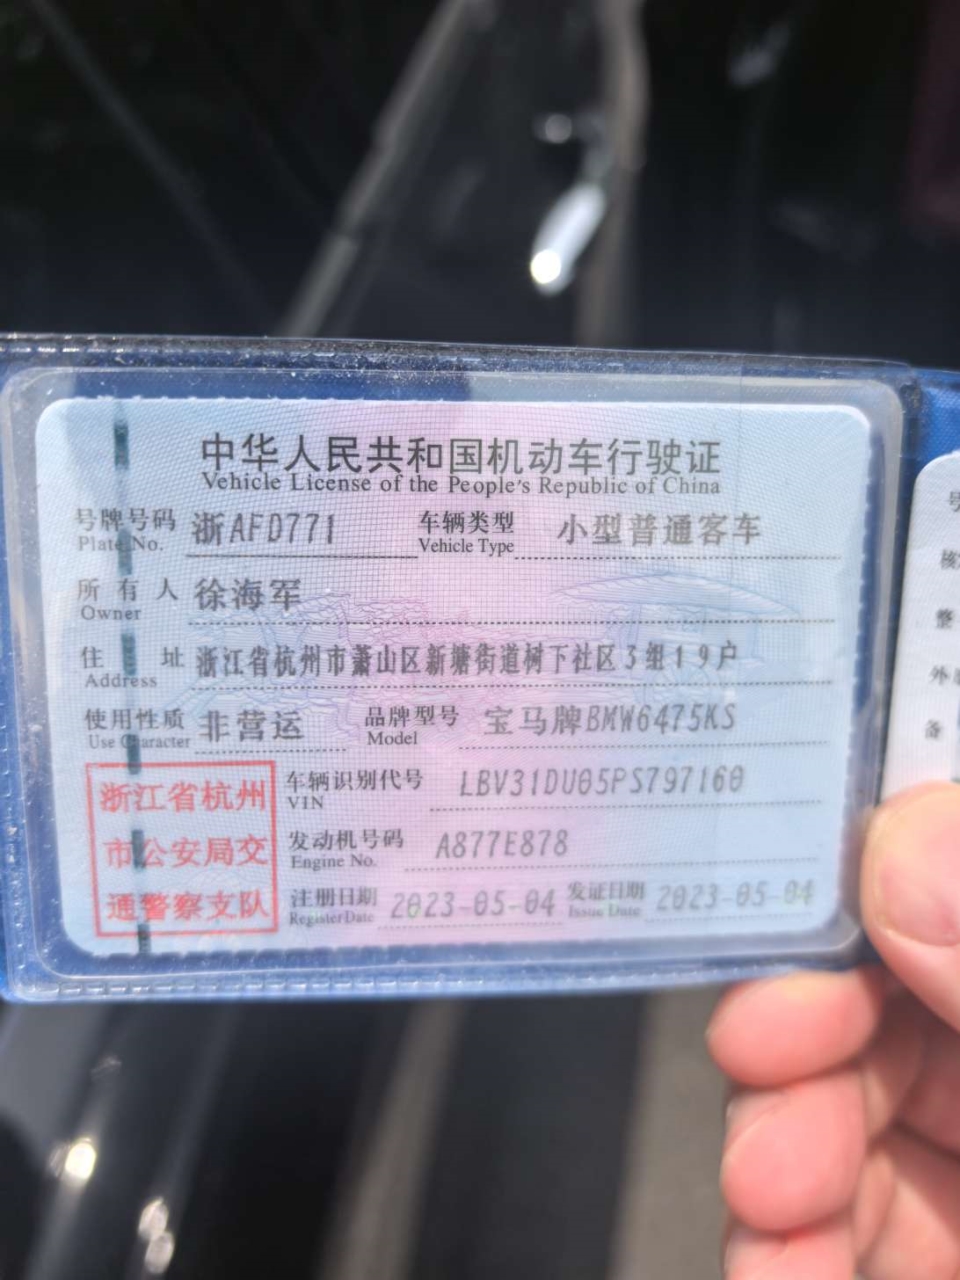 中华人民共和国机动车行驶证
Vehicle License of the People's Republic of China
号牌号码 浙AFD771 车辆类型 小型普通客车
Plate No. Vehicle Type
所有人 徐海军
Owner
住址 浙江省杭州市萧山区新塘街道树下社区3组19户
Address
使用性质 非营运 品牌型号 宝马牌BMW6475KS
Use Character Model
浙江省杭州
市公安局交
通警察支队
车辆识别代号 LBV31DU05PS797160
VIN
发动机号码 A877E878
Engine No.
注册日期 2023-05-04 发证日期 2023-05-04
Register Date Issue Date
号
核
整
外
备